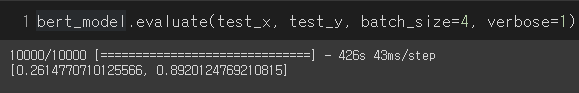 1 bert_model.evaluate(test_x, test_y, batch_size=4, verbose=1)
10000/10000 [==============================] - 426s 43ms/step
[0.2614770710125566, 0.8920124769210815]